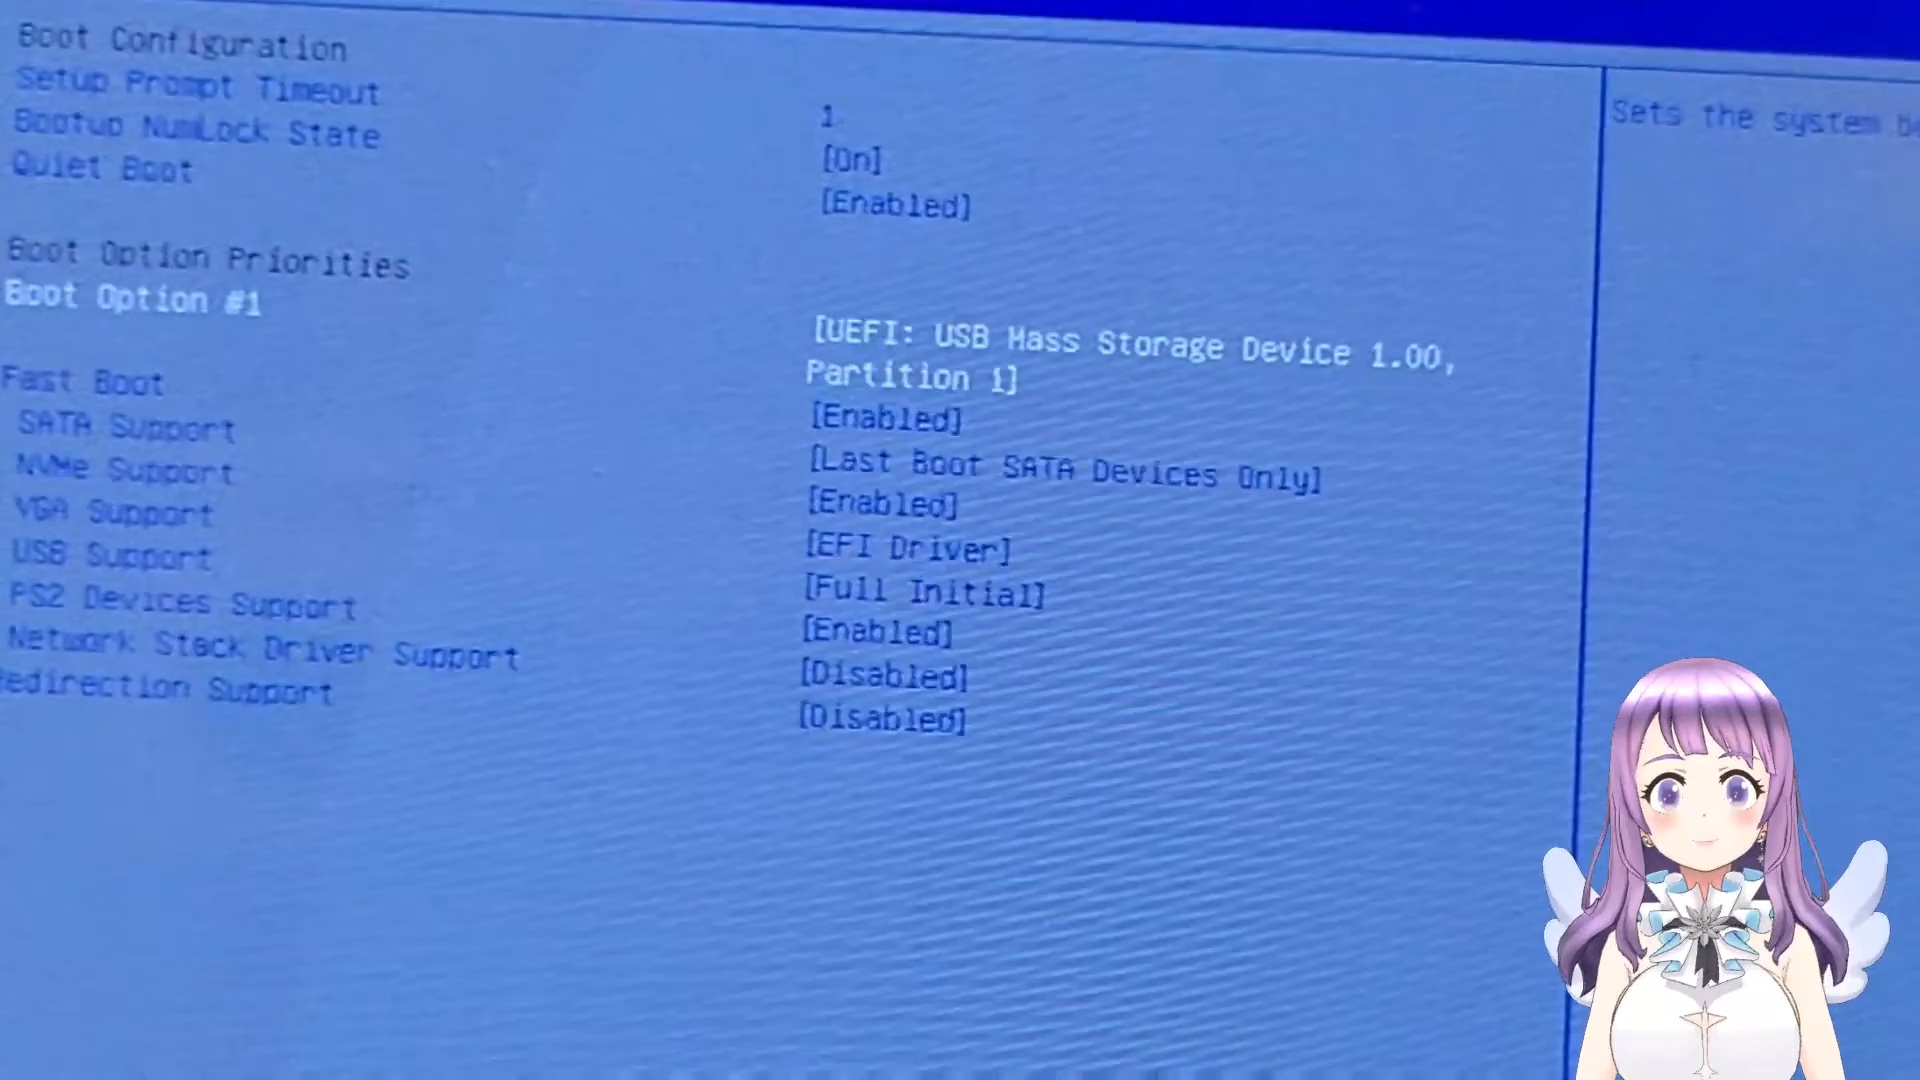 Boot Configuration
Setup Prompt Timeout 1
Bootup NumLock State [On]
Quiet Boot [Enabled]
Boot Option Priorities
Boot Option #1 [UEFI: USB Mass Storage Device 1.00,
Partition 1]
Fast Boot [Enabled]
SATA Support [Last Boot SATA Devices Only]
NVMe Support [Enabled]
VGA Support [EFI Driver]
USB Support [Full Initial]
PS2 Devices Support [Enabled]
Network Stack Driver Support [Disabled]
Redirection Support [Disabled]
Sets the system